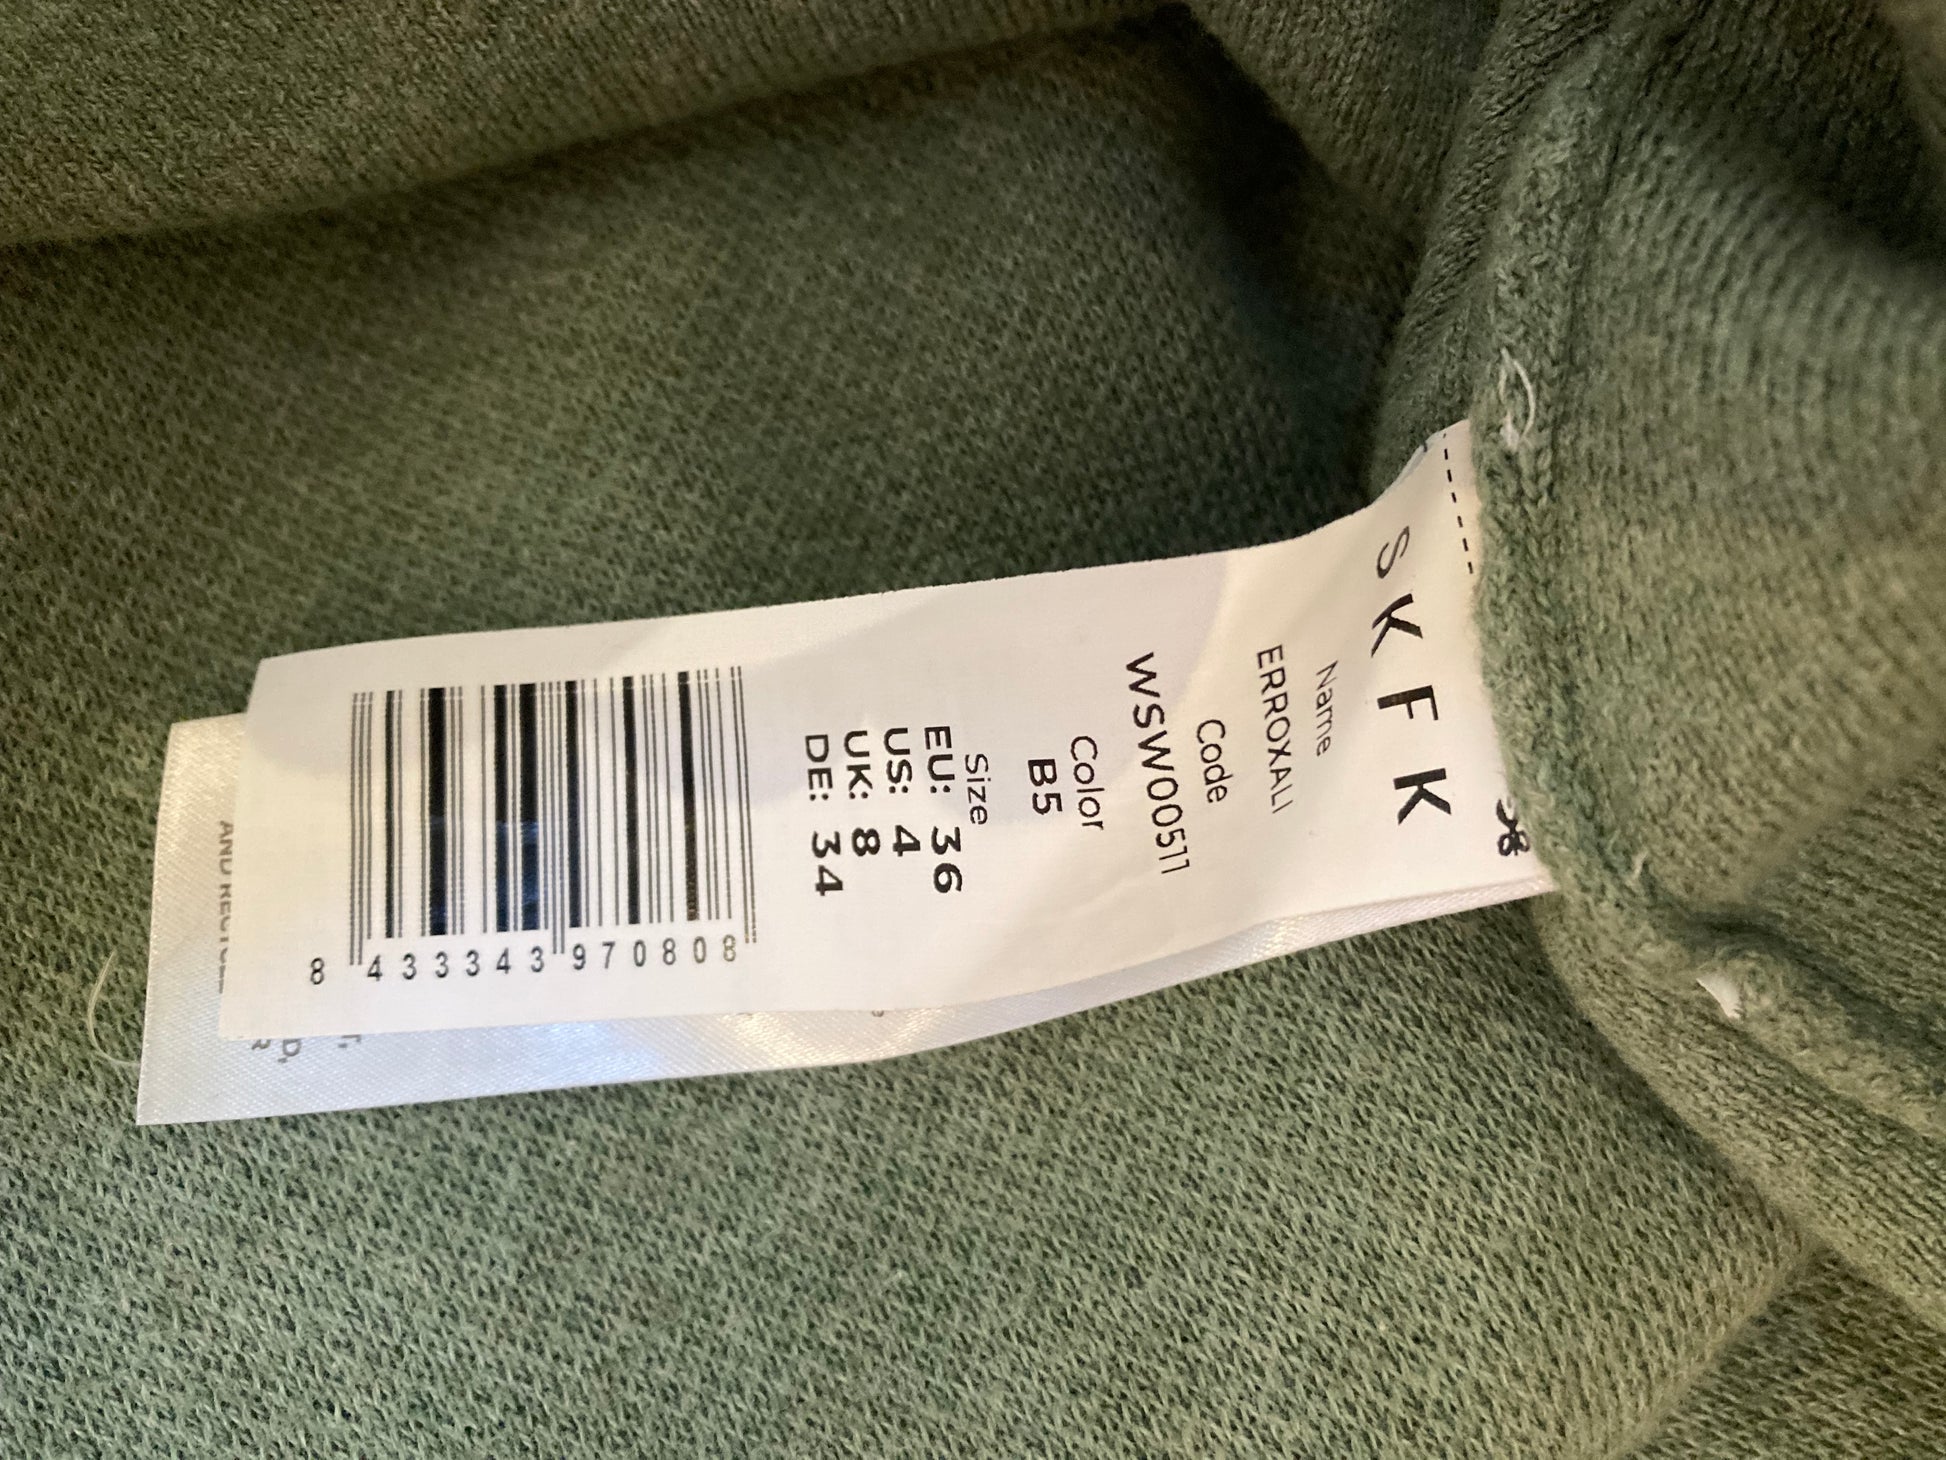 SKFK
Name
ERROXALI
Code
WSW00511
Color
B5
Size
EU: 36
US: 4
UK: 8
DE: 34
8 433343 970808